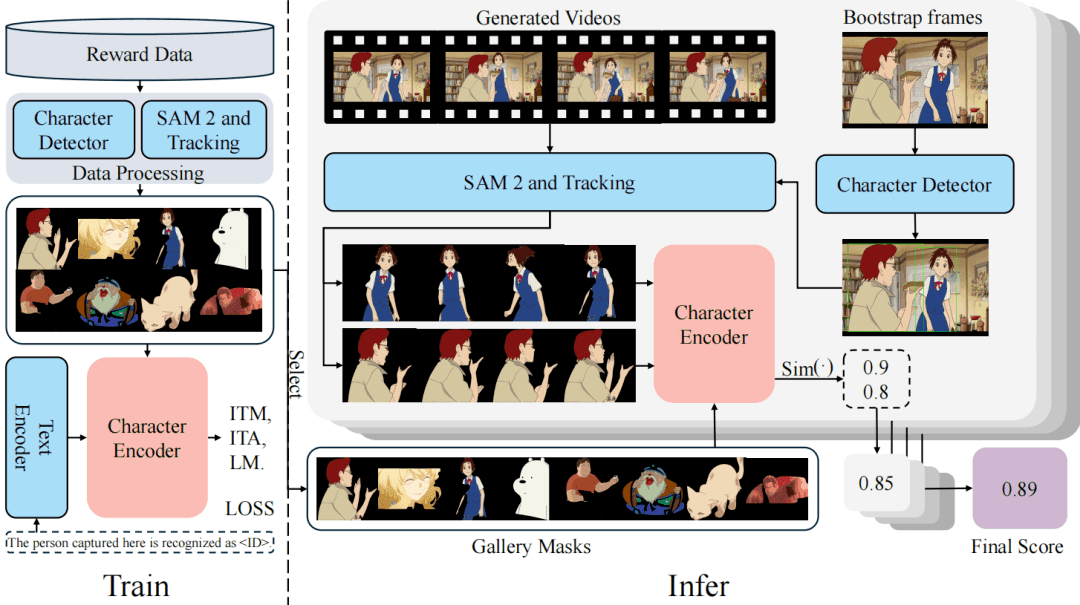 Reward Data
Character
Detector
SAM 2 and
Tracking
Data Processing
Text
Encoder
Character
Encoder
ITM,
ITA,
LM.
LOSS
The person captured here is recognized as <ID>
Train
Select
Generated Videos
Bootstrap frames
SAM 2 and Tracking
Character Detector
Character
Encoder
Sim(·)
0.9
0.8
0.85
0.89
Gallery Masks
Final Score
Infer